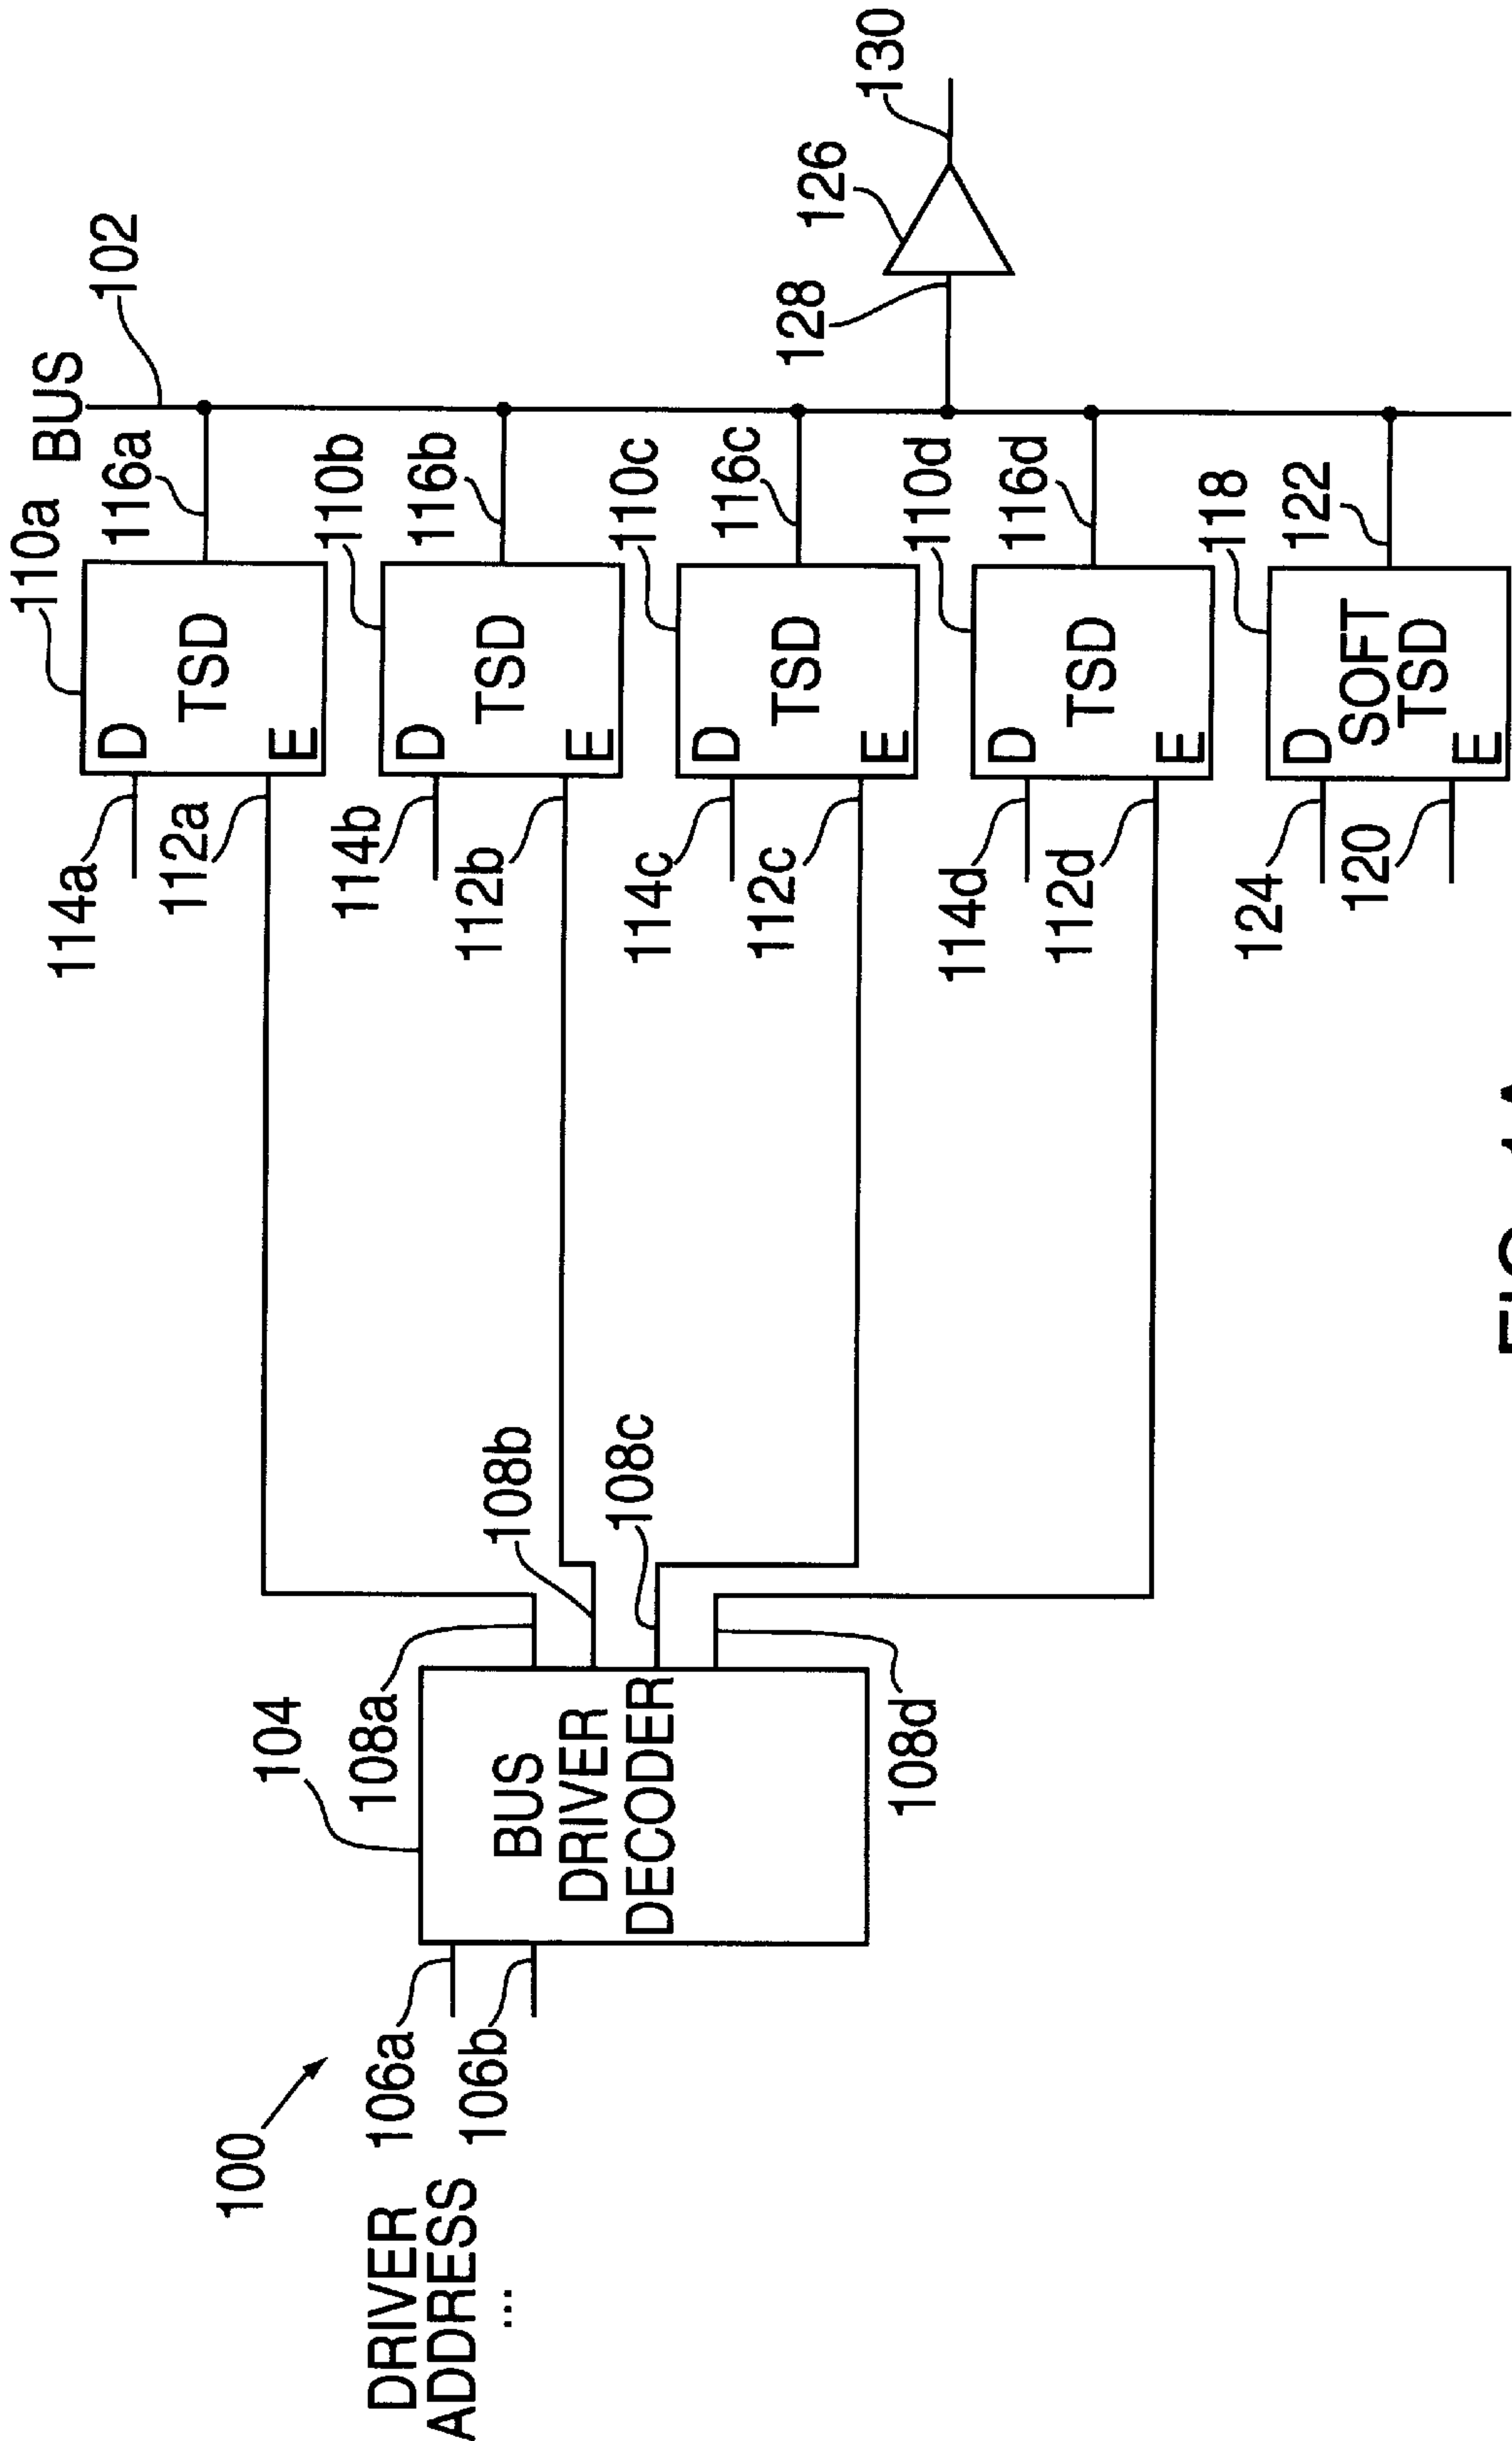 100
DRIVER
ADDRESS
...
106a
106b
104
BUS
DRIVER
DECODER
108a
108b
108c
108d
110a
114a
D
TSD
E
112a
116a
BUS
102
110b
114b
D
TSD
E
112b
116b
110c
114c
D
TSD
E
112c
116c
128
126
130
110d
114d
D
TSD
E
112d
116d
118
124
D
SOFT
TSD
E
120
122